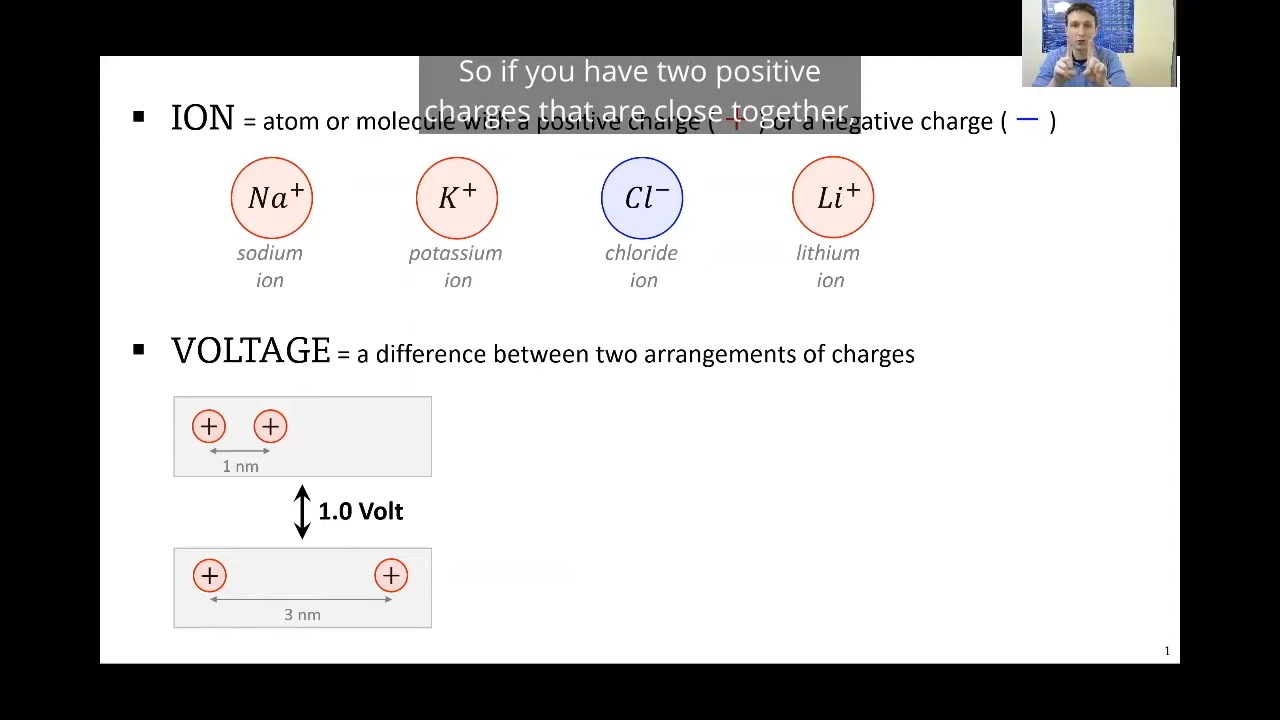 So if you have two positive
charges that are close together,
▪ ION = atom or molecule with a positive charge ( + ) or a negative charge ( − )
Na⁺ K⁺ Cl⁻ Li⁺
sodium potassium chloride lithium
ion ion ion ion
▪ VOLTAGE = a difference between two arrangements of charges
+ +
1 nm
1.0 Volt
+ +
3 nm
1